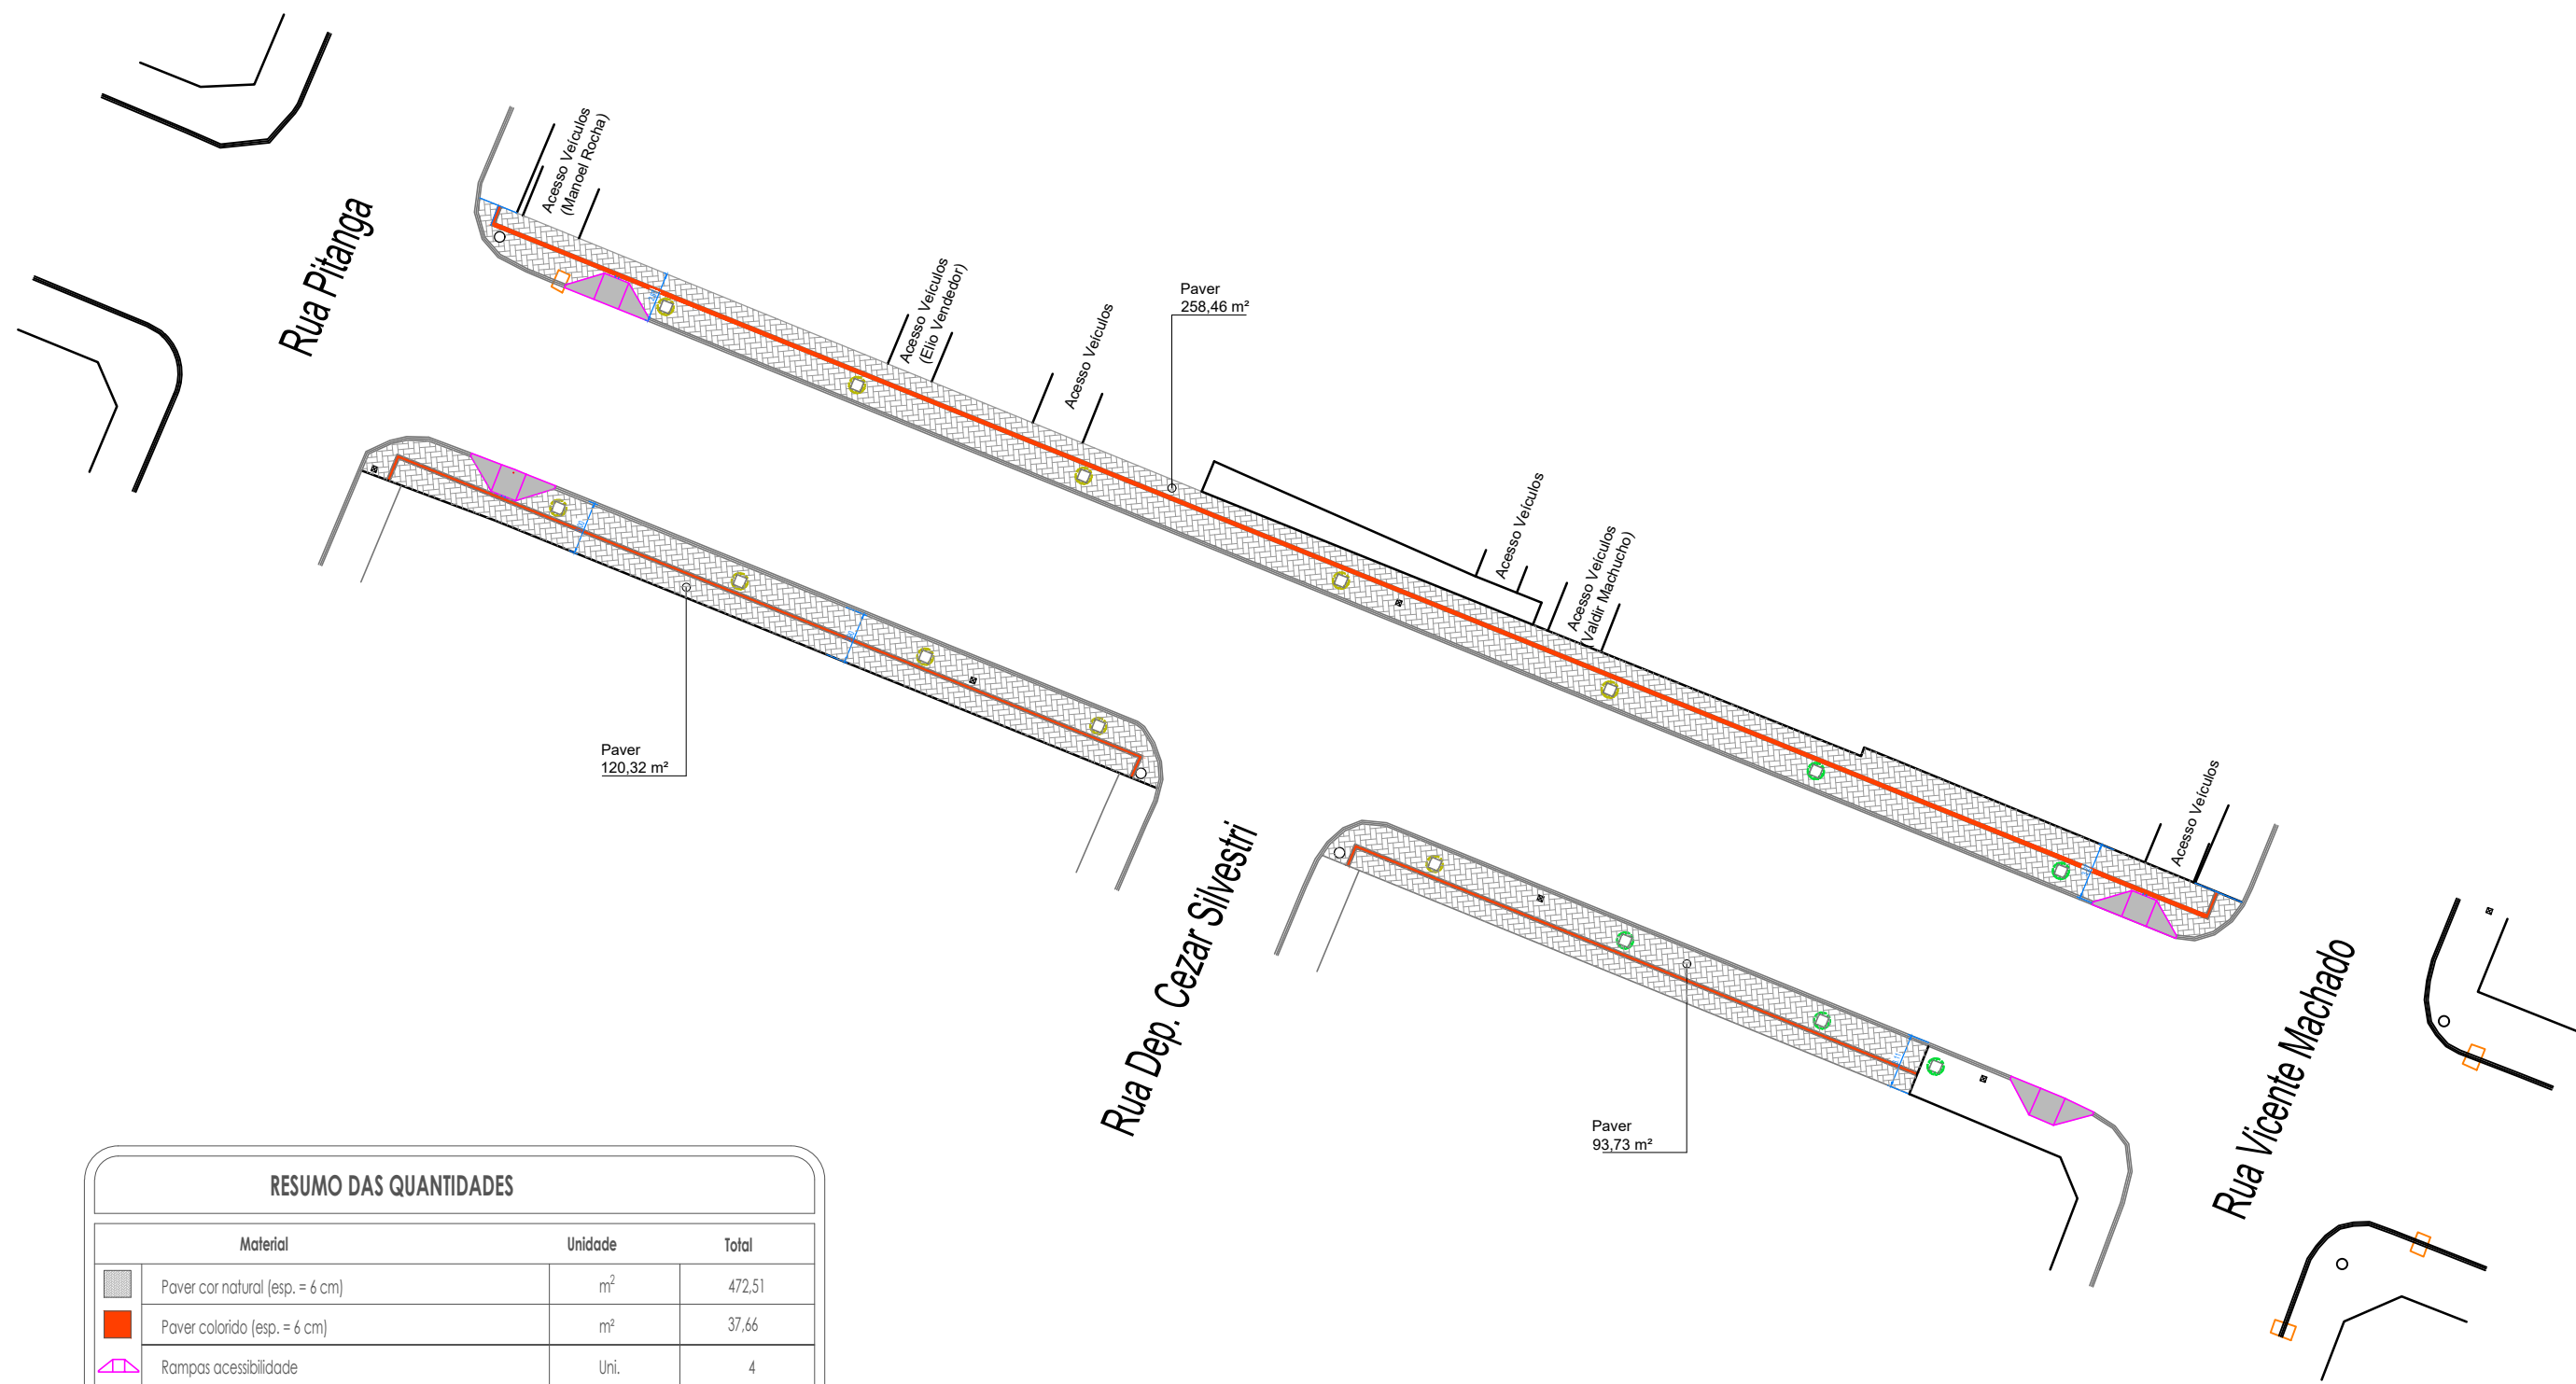 Rua Pitanga
Acesso Veículos
(Manoel Rocha)
Acesso Veículos
(Elio Vendedor)
Acesso Veículos
Paver
258,46 m²
Acesso Veículos
Acesso Veículos
(Valdir Machucho)
Acesso Veículos
Paver
120,32 m²
Rua Dep. Cezar Silvestri
Paver
93,73 m²
Rua Vicente Machado
RESUMO DAS QUANTIDADES
Material Unidade Total
Paver cor natural (esp. = 6 cm) m² 472,51
Paver colorido (esp. = 6 cm) m² 37,66
Rampas acessibilidade Uni. 4